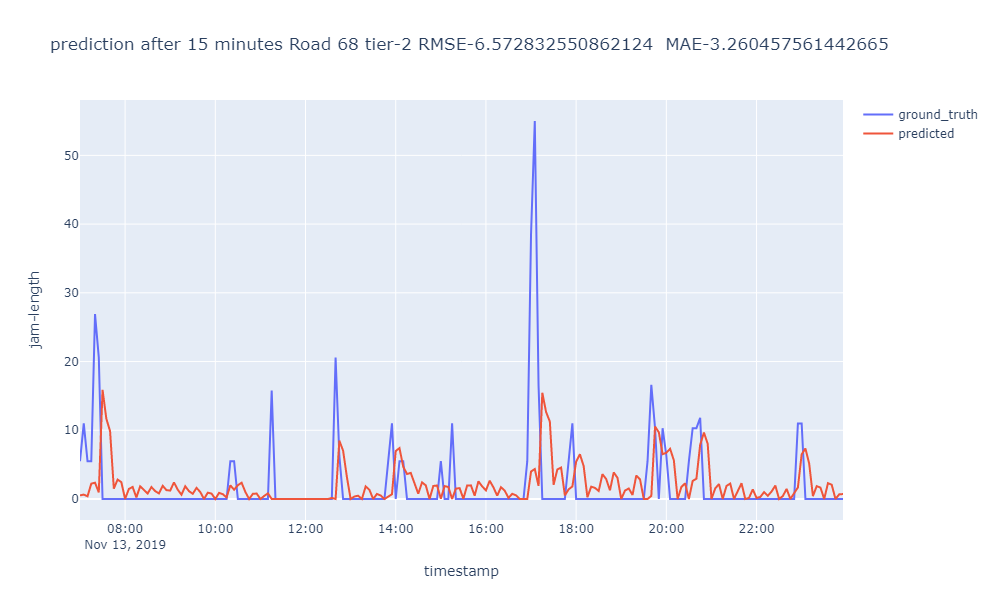 prediction after 15 minutes Road 68 tier-2 RMSE-6.572832550862124  MAE-3.260457561442665
ground_truth
predicted
50
40
30
20
10
0
jam-length
08:00 10:00 12:00 14:00 16:00 18:00 20:00 22:00
Nov 13, 2019
timestamp